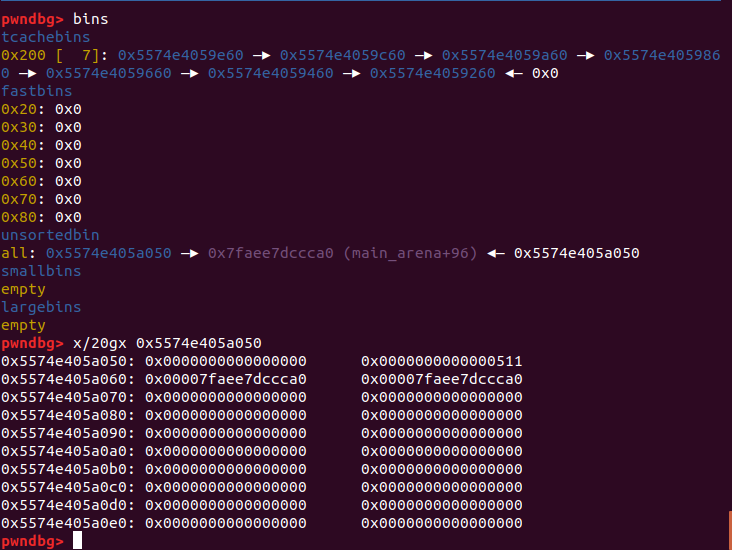 pwndbg> bins
tcachebins
0x200 [  7]: 0x5574e4059e60 —▸ 0x5574e4059c60 —▸ 0x5574e4059a60 —▸ 0x5574e405986
0 —▸ 0x5574e4059660 —▸ 0x5574e4059460 —▸ 0x5574e4059260 ◂— 0x0
fastbins
0x20: 0x0
0x30: 0x0
0x40: 0x0
0x50: 0x0
0x60: 0x0
0x70: 0x0
0x80: 0x0
unsortedbin
all: 0x5574e405a050 —▸ 0x7faee7dccca0 (main_arena+96) ◂— 0x5574e405a050
smallbins
empty
largebins
empty
pwndbg> x/20gx 0x5574e405a050
0x5574e405a050: 0x0000000000000000      0x0000000000000511
0x5574e405a060: 0x00007faee7dccca0      0x00007faee7dccca0
0x5574e405a070: 0x0000000000000000      0x0000000000000000
0x5574e405a080: 0x0000000000000000      0x0000000000000000
0x5574e405a090: 0x0000000000000000      0x0000000000000000
0x5574e405a0a0: 0x0000000000000000      0x0000000000000000
0x5574e405a0b0: 0x0000000000000000      0x0000000000000000
0x5574e405a0c0: 0x0000000000000000      0x0000000000000000
0x5574e405a0d0: 0x0000000000000000      0x0000000000000000
0x5574e405a0e0: 0x0000000000000000      0x0000000000000000
pwndbg>